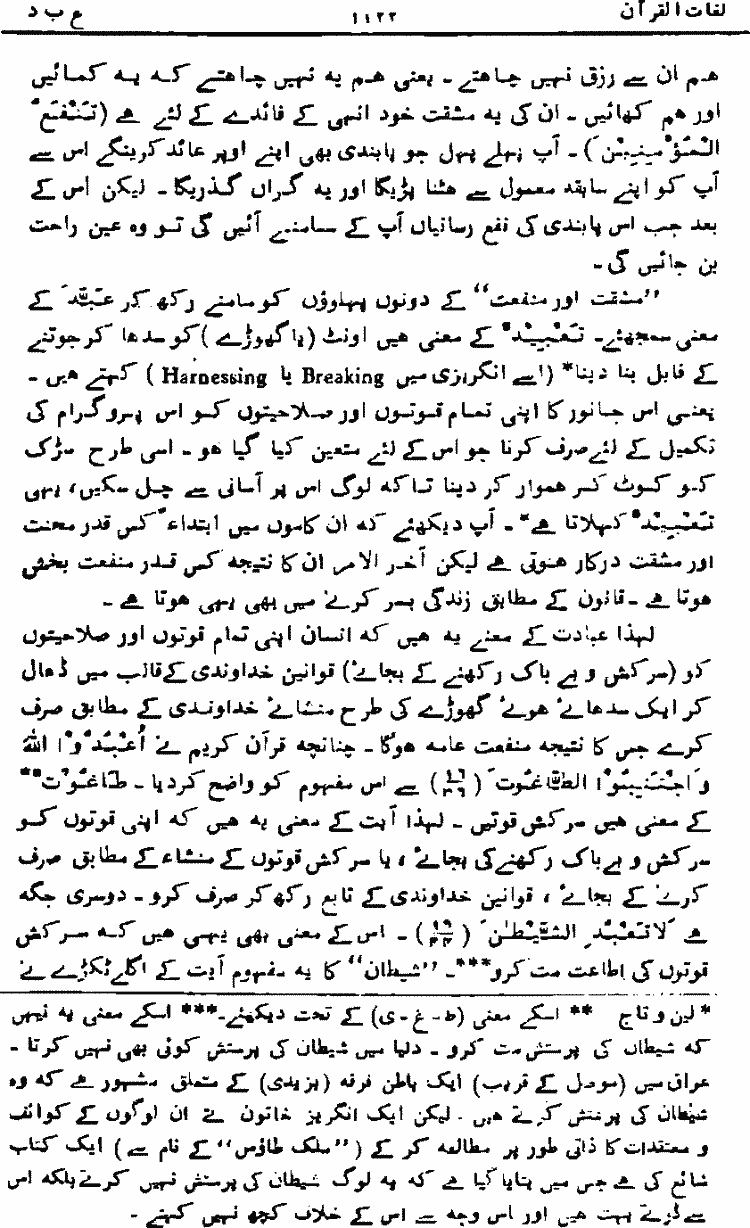 لغات القرآن ۱۱۲۲ ع ب د
ہم ان سے رزق نہیں چاہتے ۔ یعنی ہم یہ نہیں چاہتے کہ یہ کمائیں
اور ہم کھائیں ۔ ان کی یہ مشقت خود انہی کے فائدے کے لئے ہے (تَنْفَعُ
الْمُؤْمِنِیْنَ) ۔ آپ پہلے پہل جو پابندی بھی اپنے اوپر عائد کرینگے اس سے
آپ کو اپنے سابقہ معمول سے ھٹنا پڑیگا اور یہ گراں گذریگا ۔ لیکن اس کے
بعد جب اس پابندی کی نفع رسانیاں آپ کے سامنے آئیں گی تو وہ عین راحت
بن جائیں گی ۔
”مشقت اور منفعت“ کے دونوں پہلوؤں کو سامنے رکھ کر عَبَّدَ کے
معنی سمجھئے۔ تَعْبِیْدٌ کے معنی ہیں اونٹ (یا گھوڑے) کو سدھا کر جوتنے
کے قابل بنا دینا* (اسے انگریزی میں Breaking یا Harnessing کہتے ہیں ۔
یعنی اس جانور کا اپنی تمام قوتوں اور صلاحیتوں کو اس پروگرام کی
تکمیل کے لئے صرف کرنا جو اس کے لئے متعین کیا گیا ہو ۔ اسی طرح سڑک
کو کوٹ کر ہموار کر دینا تاکہ لوگ اس پر آسانی سے چل سکیں، یہی
تَعْبِیْدٌ کہلاتا ہے* ۔ آپ دیکھئے کہ ان کاموں میں ابتداءً کس قدر محنت
اور مشقت درکار ہوتی ہے لیکن آخر الامر ان کا نتیجہ کس قدر منفعت بخش
ہوتا ہے ۔ قانون کے مطابق زندگی بسر کرنے میں بھی یہی ہوتا ہے ۔
لہذا عبادت کے معنے یہ ہیں کہ انسان اپنی تمام قوتوں اور صلاحیتوں
کو (سرکش و بے باک رکھنے کے بجائے) قوانین خداوندی کے قالب میں ڈھال
کر ایک سدھائے ہوئے گھوڑے کی طرح منشائے خداوندی کے مطابق صرف
کرے جس کا نتیجہ منفعت عامہ ہوگا ۔ چنانچہ قرآن کریم نے اُعْبُدُوا اللّٰہَ
وَاجْتَنِبُوْا الطَّاغُوْتَ (۱۶/۳۶) سے اس مفہوم کو واضح کردیا ۔ طَاغُوْت**
کے معنی ہیں سرکش قوتیں ۔ لہذا آیت کے معنی یہ ہیں کہ اپنی قوتوں کو
سرکش و بےباک رکھنے کی بجائے ، یا سرکش قوتوں کے منشاء کے مطابق صرف
کرنے کے بجائے ، قوانین خداوندی کے تابع رکھ کر صرف کرو ۔ دوسری جگہ
ہے لَا تَعْبُدِ الشَّیْطٰنَ (۱۹/۴۴) ۔ اس کے معنی بھی یہی ہیں کہ سرکش
قوتوں کی اطاعت مت کرو*** ۔ ”شیطان“ کا یہ مفہوم آیت کے اگلے ٹکڑے نے
* لین و تاج ** اسکے معنی (ط ۔ غ ۔ ی) کے تحت دیکھئے ۔ *** اسکے معنی یہ نہیں
کہ شیطان کی پرستش مت کرو ۔ دنیا میں شیطان کی پرستش کوئی بھی نہیں کرتا ۔
عراق میں (موصل کے قریب) ایک باطن فرقہ (یزیدی) کے متعلق مشہور ہے کہ وہ
شیطان کی پرستش کرتے ہیں ۔ لیکن ایک انگریز خاتون نے ان لوگوں کے کوائف
و معتقدات کا ذاتی طور پر مطالعہ کر کے (”ملک طاؤس“ کے نام سے) ایک کتاب
شائع کی ہے جس میں بتایا گیا ہے کہ یہ لوگ شیطان کی پرستش نہیں کرتے بلکہ اس
سے ڈرتے بہت ہیں اور اس وجہ سے اس کے خلاف کچھ نہیں کہتے ۔